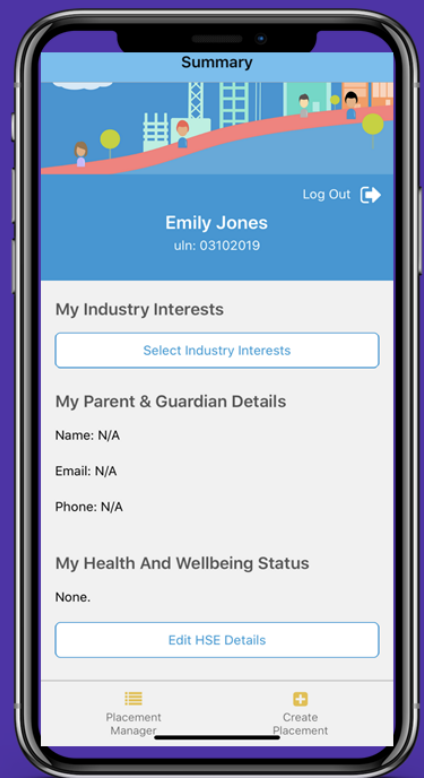 Summary
Log Out
Emily Jones
uln: 03102019
My Industry Interests
Select Industry Interests
My Parent & Guardian Details
Name: N/A
Email: N/A
Phone: N/A
My Health And Wellbeing Status
None.
Edit HSE Details
Placement
Manager
Create
Placement